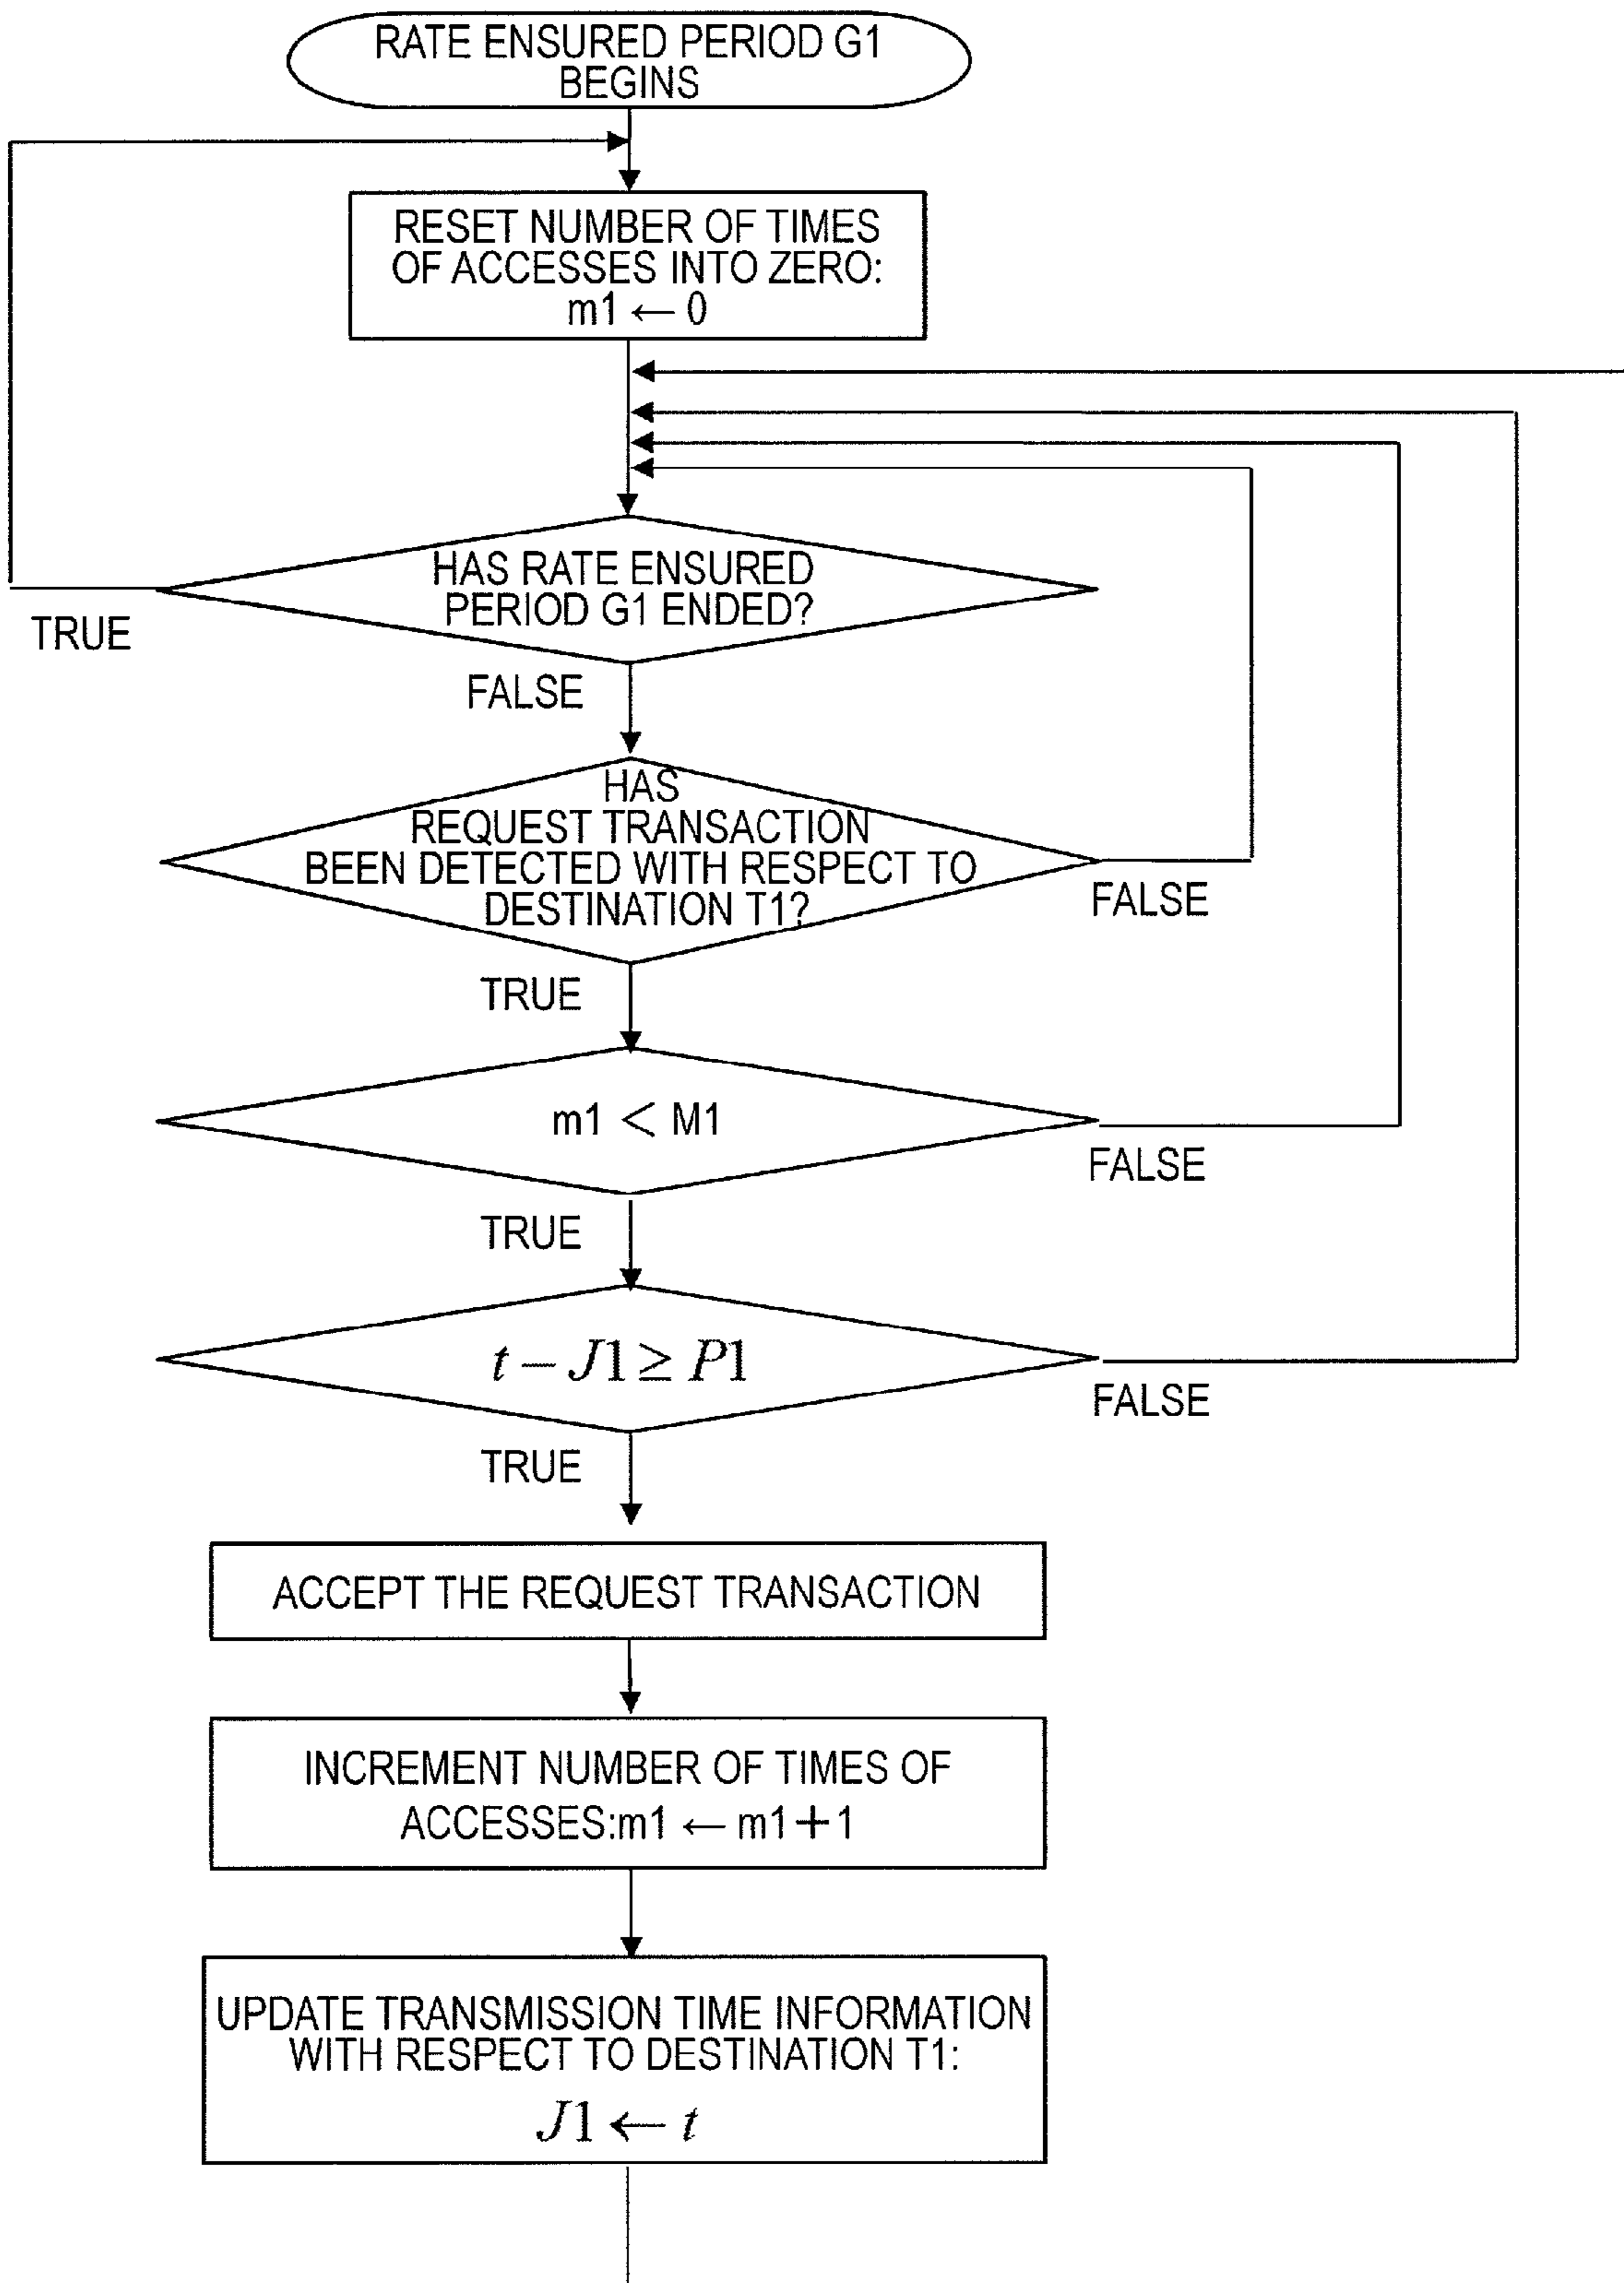 RATE ENSURED PERIOD G1
BEGINS
RESET NUMBER OF TIMES
OF ACCESSES INTO ZERO:
m1 ← 0
HAS RATE ENSURED
PERIOD G1 ENDED?
TRUE
FALSE
HAS
REQUEST TRANSACTION
BEEN DETECTED WITH RESPECT TO
DESTINATION T1?
FALSE
TRUE
m1 < M1
FALSE
TRUE
t − J1 ≥ P1
FALSE
TRUE
ACCEPT THE REQUEST TRANSACTION
INCREMENT NUMBER OF TIMES OF
ACCESSES:m1 ← m1+1
UPDATE TRANSMISSION TIME INFORMATION
WITH RESPECT TO DESTINATION T1:
J1 ← t